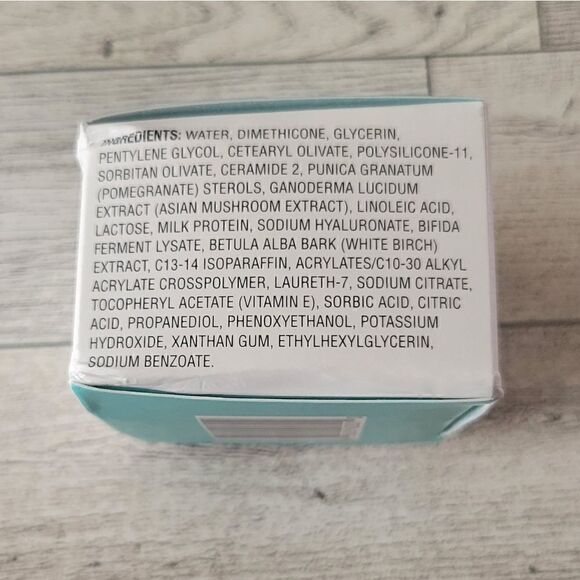 INGREDIENTS: WATER, DIMETHICONE, GLYCERIN,
PENTYLENE GLYCOL, CETEARYL OLIVATE, POLYSILICONE-11,
SORBITAN OLIVATE, CERAMIDE 2, PUNICA GRANATUM
(POMEGRANATE) STEROLS, GANODERMA LUCIDUM
EXTRACT (ASIAN MUSHROOM EXTRACT), LINOLEIC ACID,
LACTOSE, MILK PROTEIN, SODIUM HYALURONATE, BIFIDA
FERMENT LYSATE, BETULA ALBA BARK (WHITE BIRCH)
EXTRACT, C13-14 ISOPARAFFIN, ACRYLATES/C10-30 ALKYL
ACRYLATE CROSSPOLYMER, LAURETH-7, SODIUM CITRATE,
TOCOPHERYL ACETATE (VITAMIN E), SORBIC ACID, CITRIC
ACID, PROPANEDIOL, PHENOXYETHANOL, POTASSIUM
HYDROXIDE, XANTHAN GUM, ETHYLHEXYLGLYCERIN,
SODIUM BENZOATE.